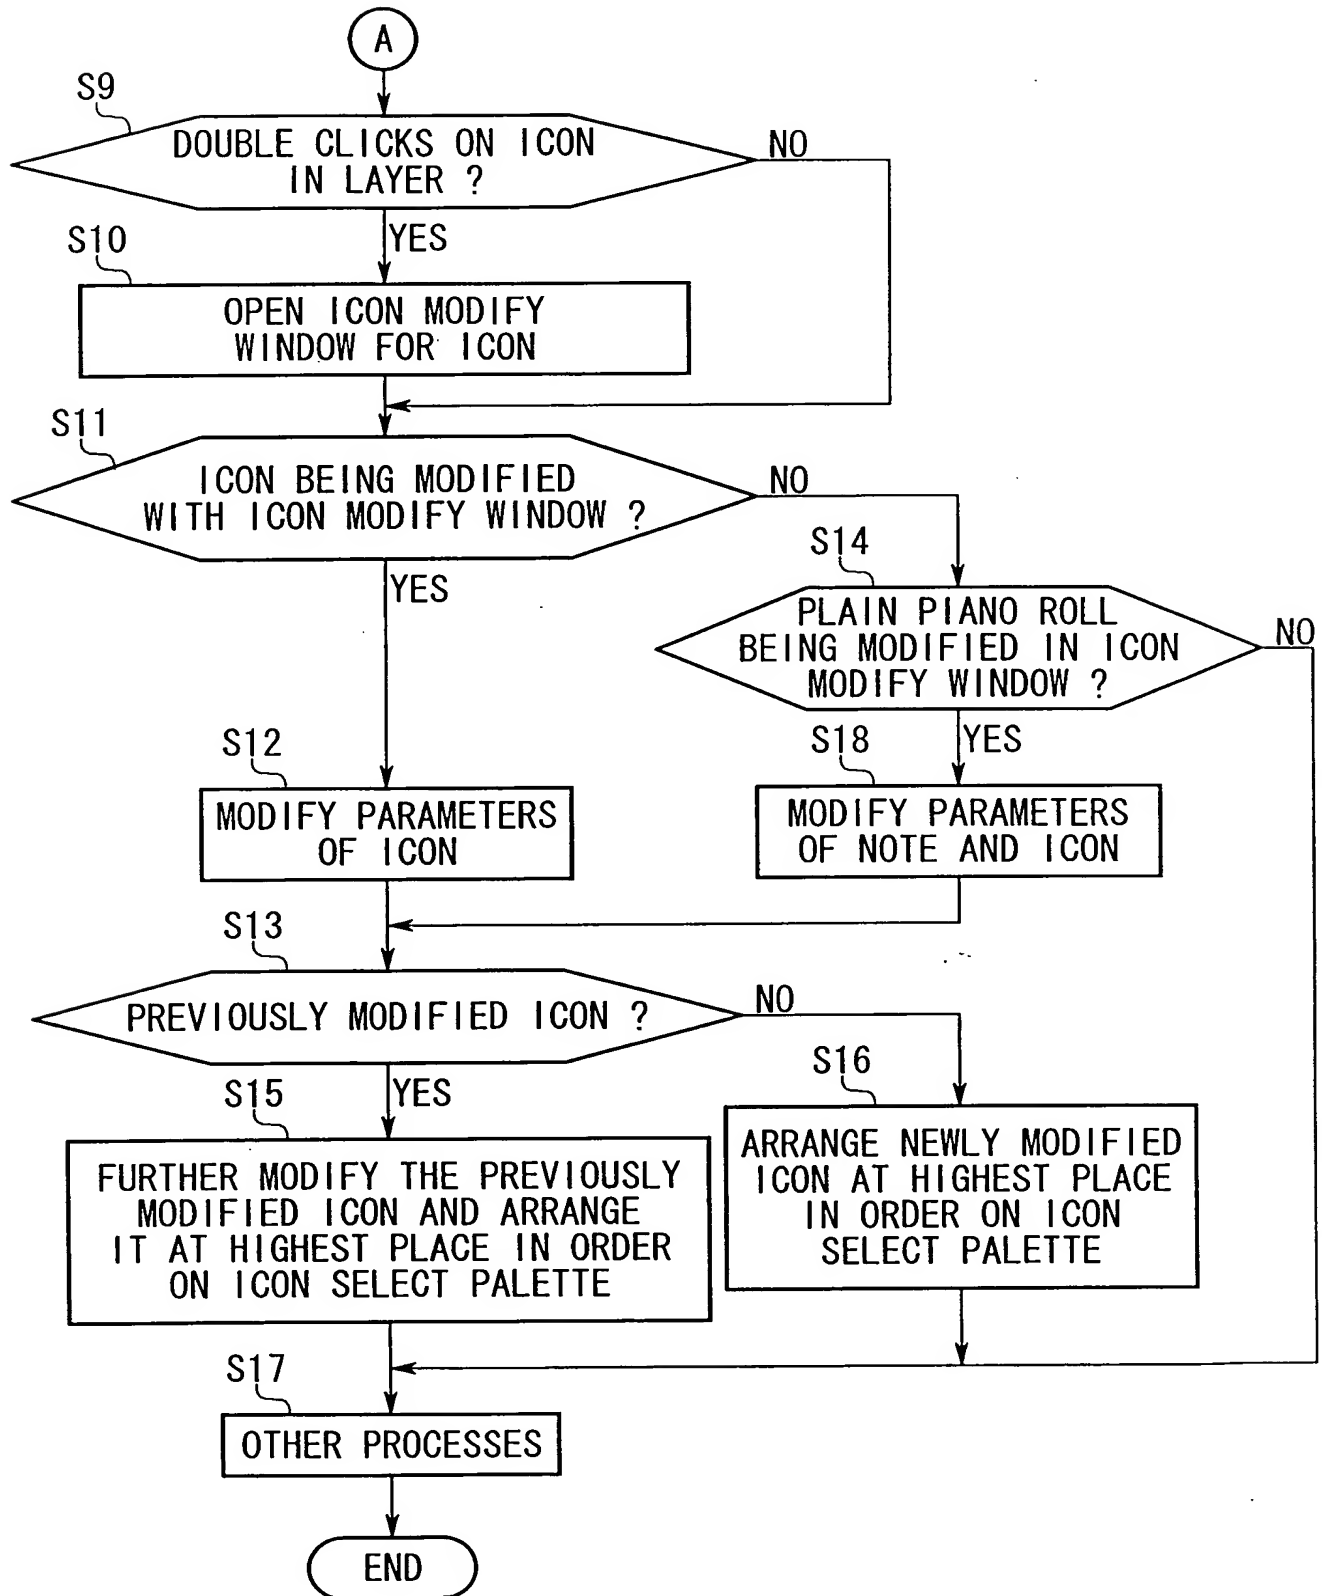 A
S9
DOUBLE CLICKS ON ICON
IN LAYER ?
NO
YES
S10
OPEN ICON MODIFY
WINDOW FOR ICON
S11
ICON BEING MODIFIED
WITH ICON MODIFY WINDOW ?
NO
YES
S14
PLAIN PIANO ROLL
BEING MODIFIED IN ICON
MODIFY WINDOW ?
NO
YES
S12
MODIFY PARAMETERS
OF ICON
S18
MODIFY PARAMETERS
OF NOTE AND ICON
S13
PREVIOUSLY MODIFIED ICON ?
NO
YES
S15
FURTHER MODIFY THE PREVIOUSLY
MODIFIED ICON AND ARRANGE
IT AT HIGHEST PLACE IN ORDER
ON ICON SELECT PALETTE
S16
ARRANGE NEWLY MODIFIED
ICON AT HIGHEST PLACE
IN ORDER ON ICON
SELECT PALETTE
S17
OTHER PROCESSES
END